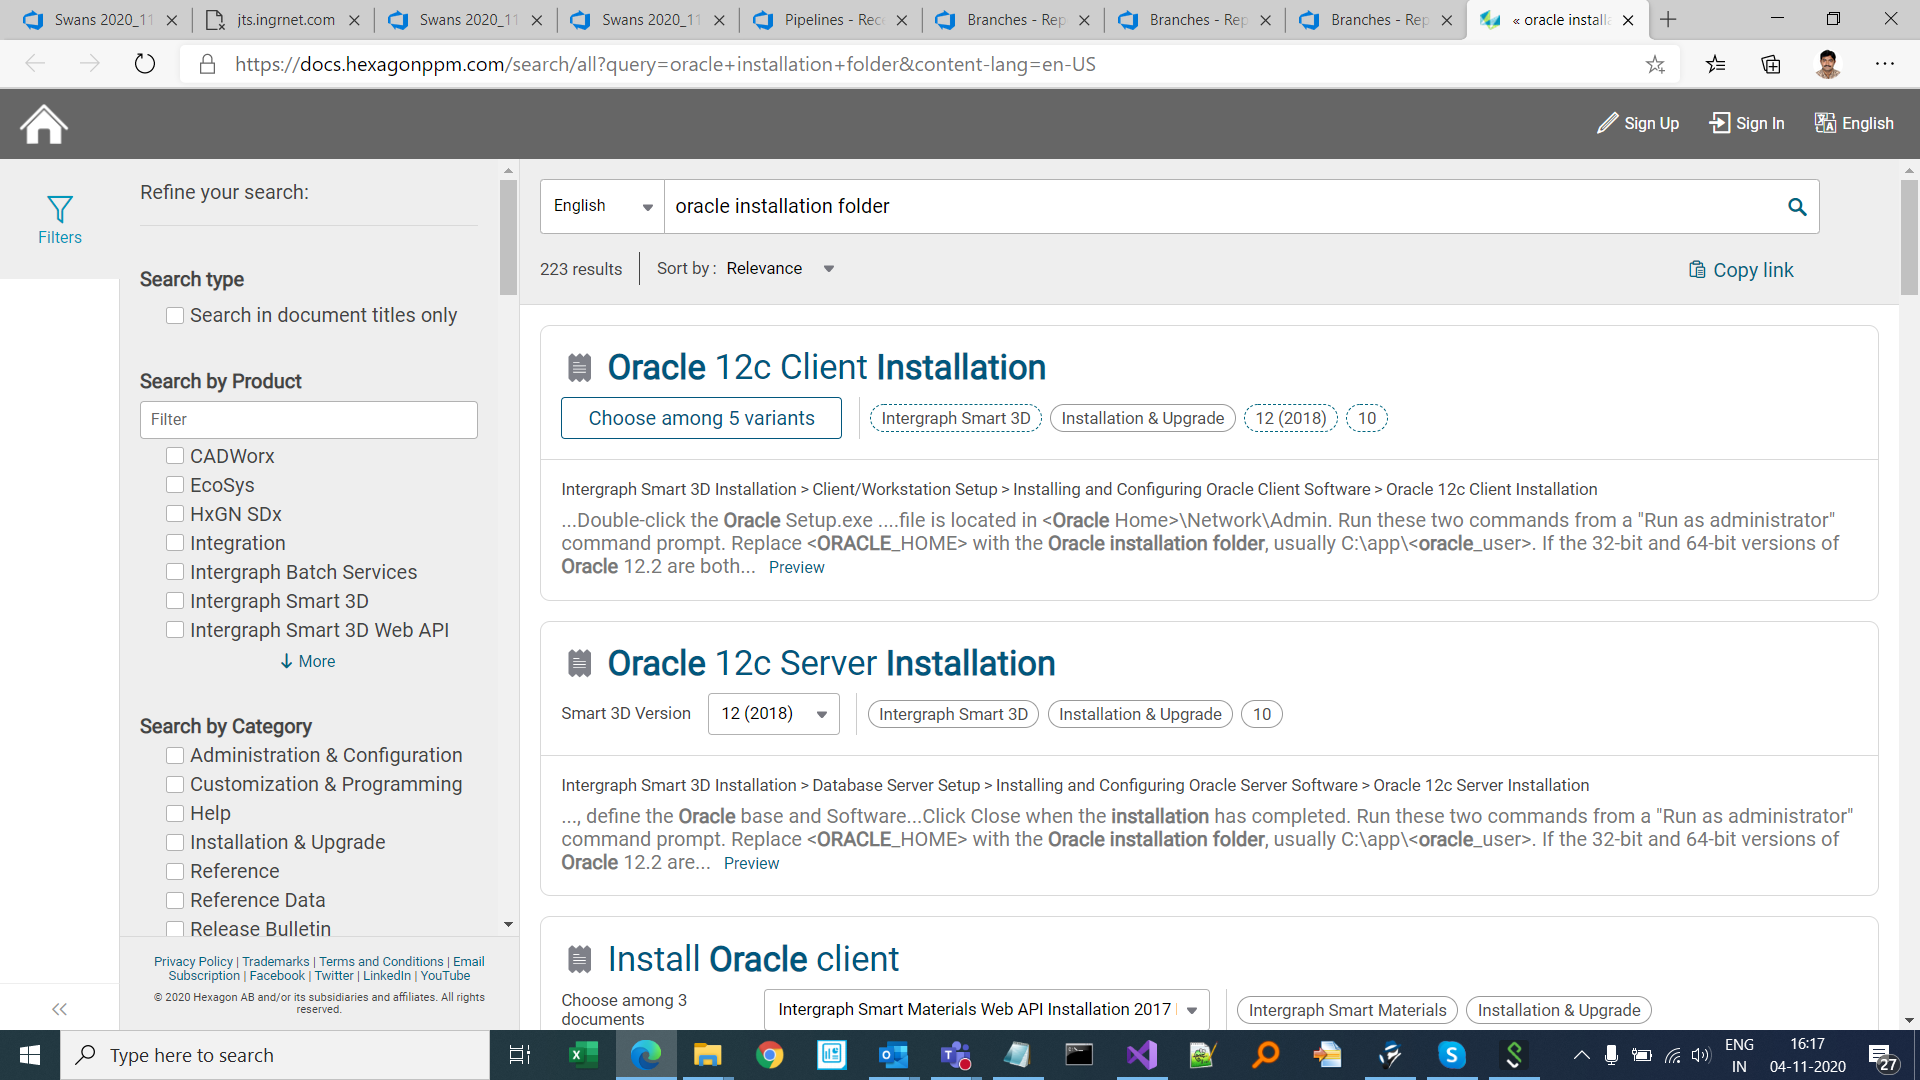 Swans 2020_11
jts.ingrnet.com
Swans 2020_11
Swans 2020_11
Pipelines - Rec
Branches - Rep
Branches - Rep
Branches - Rep
« oracle install
https://docs.hexagonppm.com/search/all?query=oracle+installation+folder&content-lang=en-US
Sign Up
Sign In
English
Filters
Refine your search:
Search type
Search in document titles only
Search by Product
Filter
CADWorx
EcoSys
HxGN SDx
Integration
Intergraph Batch Services
Intergraph Smart 3D
Intergraph Smart 3D Web API
More
Search by Category
Administration & Configuration
Customization & Programming
Help
Installation & Upgrade
Reference
Reference Data
Release Bulletin
Privacy Policy | Trademarks | Terms and Conditions | Email
Subscription | Facebook | Twitter | LinkedIn | YouTube
© 2020 Hexagon AB and/or its subsidiaries and affiliates. All rights
reserved.
English
oracle installation folder
223 results
Sort by : Relevance
Copy link
Oracle 12c Client Installation
Choose among 5 variants
Intergraph Smart 3D
Installation & Upgrade
12 (2018)
10
Intergraph Smart 3D Installation > Client/Workstation Setup > Installing and Configuring Oracle Client Software > Oracle 12c Client Installation
...Double-click the Oracle Setup.exe ....file is located in <Oracle Home>\Network\Admin. Run these two commands from a "Run as administrator"
command prompt. Replace <ORACLE_HOME> with the Oracle installation folder, usually C:\app\<oracle_user>. If the 32-bit and 64-bit versions of
Oracle 12.2 are both... Preview
Oracle 12c Server Installation
Smart 3D Version
12 (2018)
Intergraph Smart 3D
Installation & Upgrade
10
Intergraph Smart 3D Installation > Database Server Setup > Installing and Configuring Oracle Server Software > Oracle 12c Server Installation
..., define the Oracle base and Software...Click Close when the installation has completed. Run these two commands from a "Run as administrator"
command prompt. Replace <ORACLE_HOME> with the Oracle installation folder, usually C:\app\<oracle_user>. If the 32-bit and 64-bit versions of
Oracle 12.2 are... Preview
Install Oracle client
Choose among 3
documents
Intergraph Smart Materials Web API Installation 2017
Intergraph Smart Materials
Installation & Upgrade
Type here to search
ENG
IN
16:17
04-11-2020
27